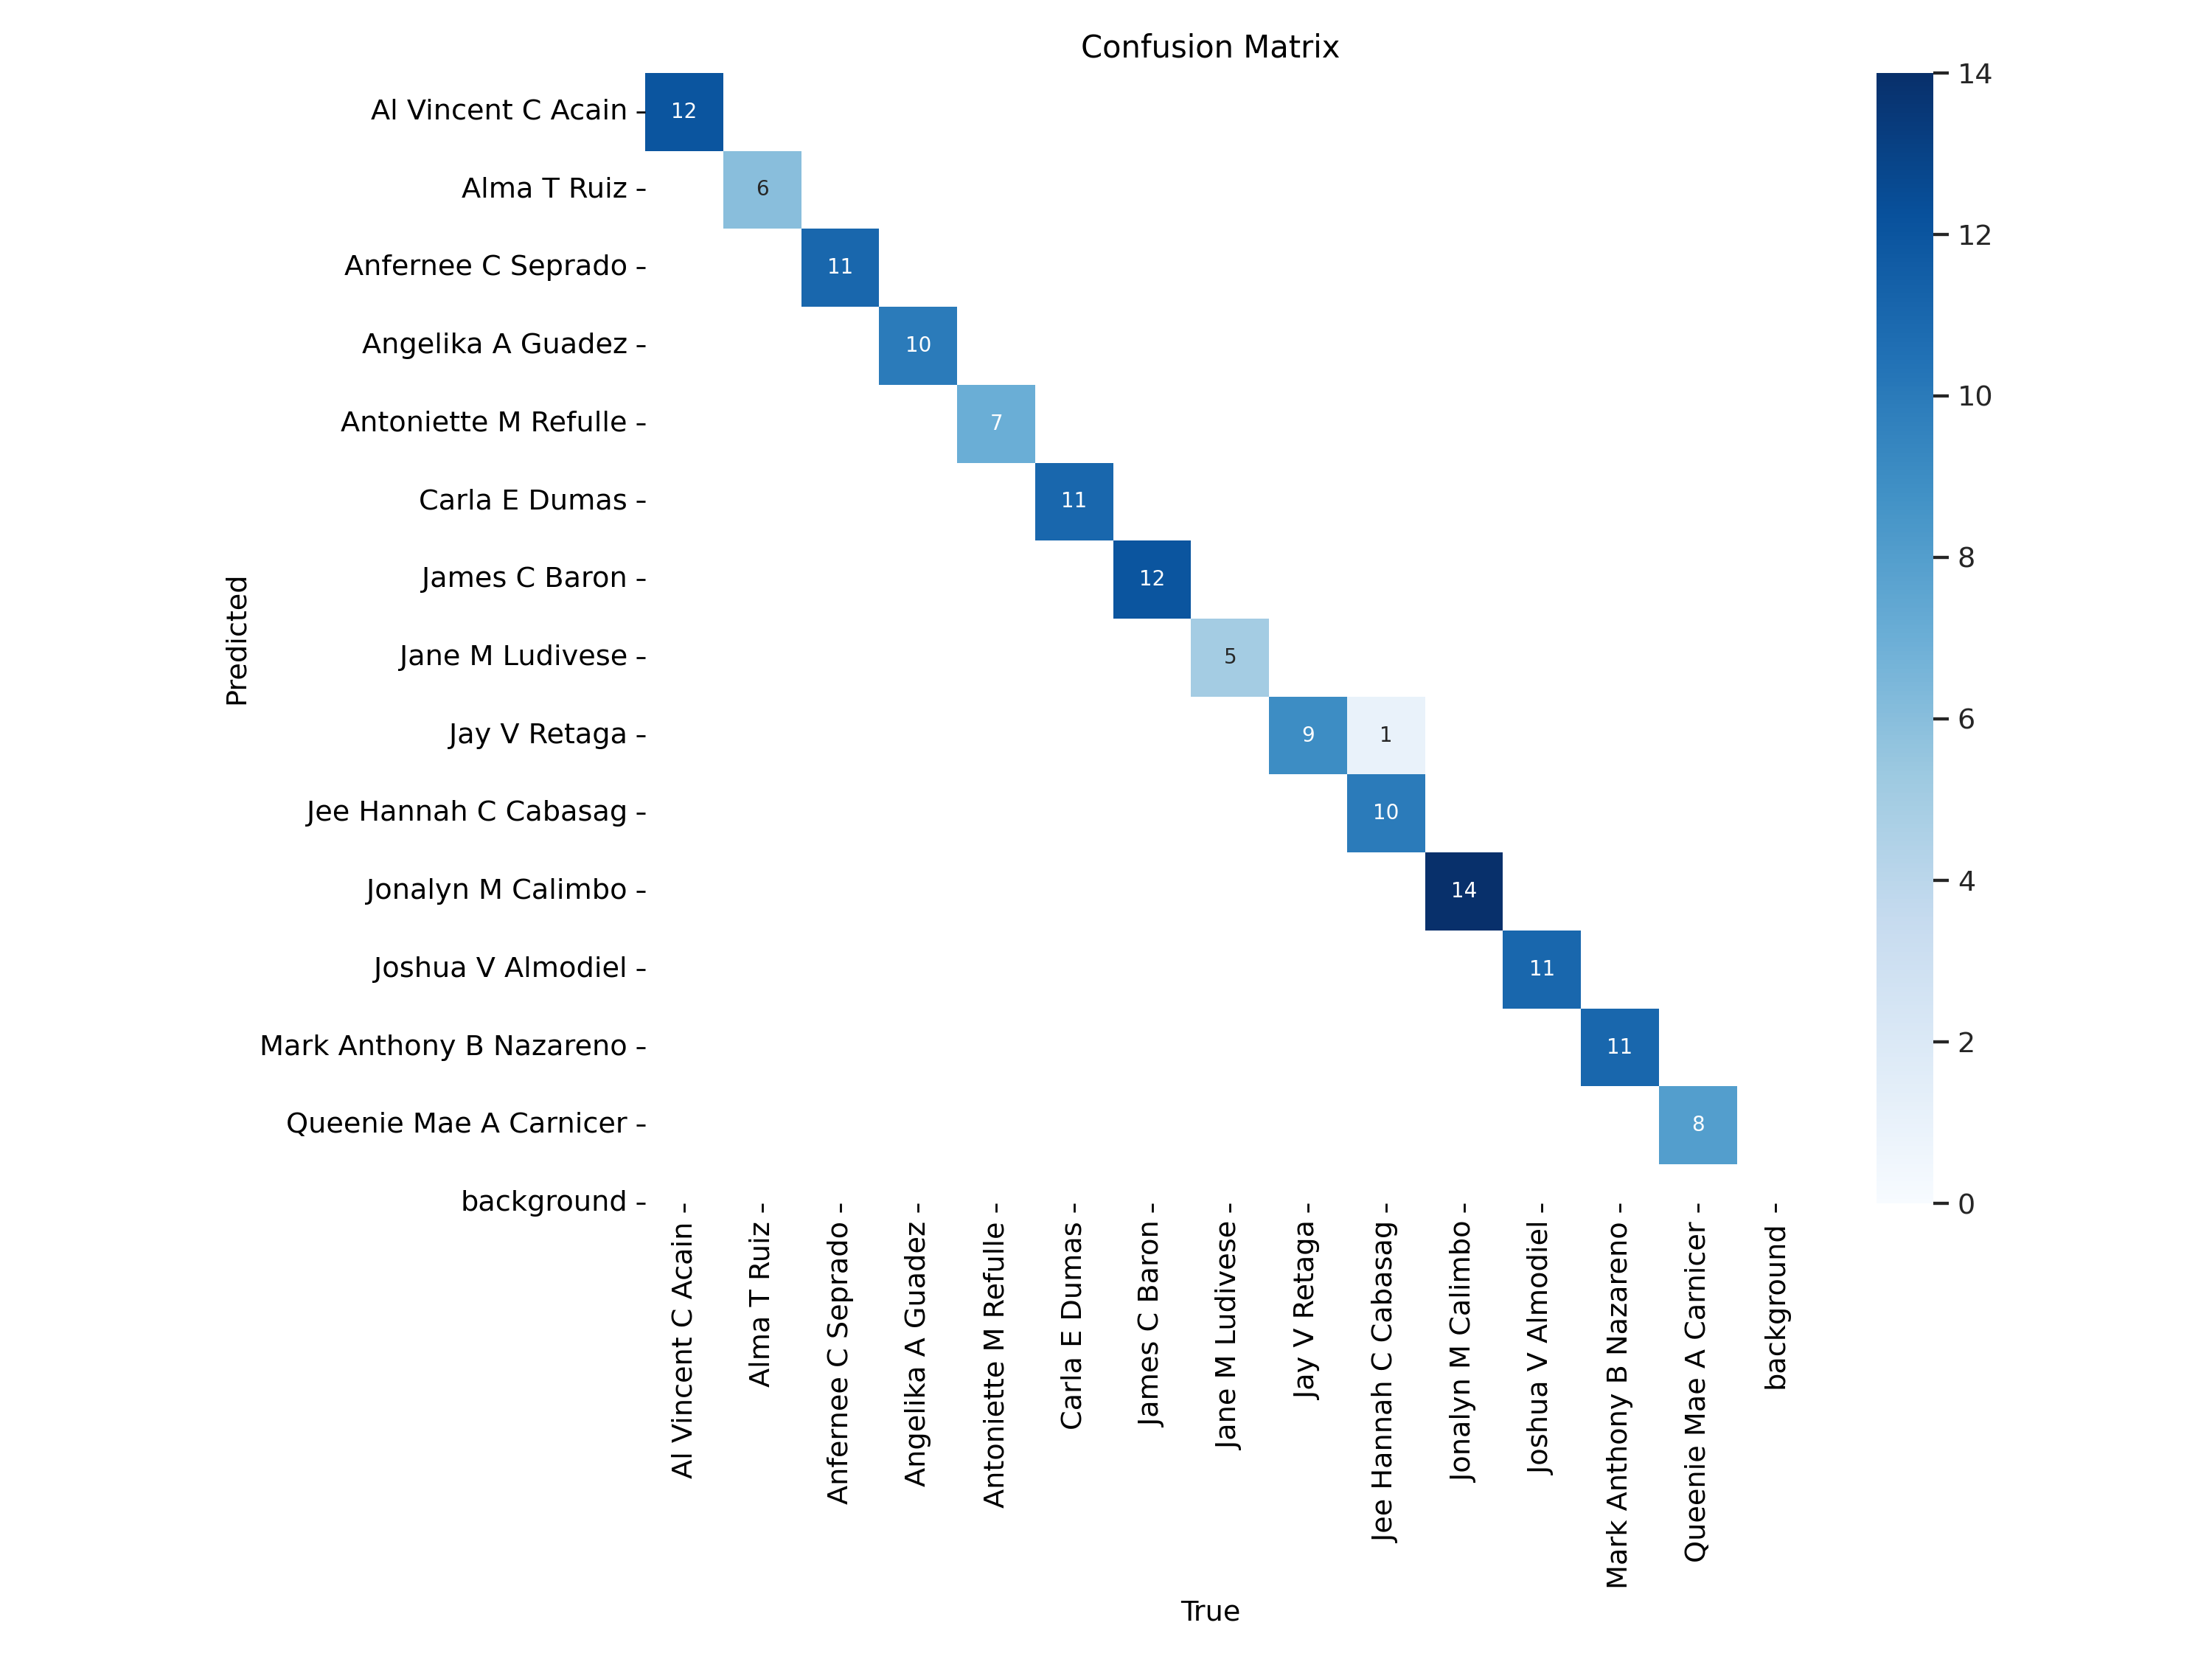 Confusion Matrix
Al Vincent C Acain
12
Alma T Ruiz
6
Anfernee C Seprado
11
Angelika A Guadez
10
Antoniette M Refulle
7
Carla E Dumas
11
James C Baron
12
Jane M Ludivese
5
Jay V Retaga
9 1
Jee Hannah C Cabasag
10
Jonalyn M Calimbo
14
Joshua V Almodiel
11
Mark Anthony B Nazareno
11
Queenie Mae A Carnicer
8
background
Predicted
Al Vincent C Acain
Alma T Ruiz
Anfernee C Seprado
Angelika A Guadez
Antoniette M Refulle
Carla E Dumas
James C Baron
Jane M Ludivese
Jay V Retaga
Jee Hannah C Cabasag
Jonalyn M Calimbo
Joshua V Almodiel
Mark Anthony B Nazareno
Queenie Mae A Carnicer
background
True
14
12
10
8
6
4
2
0